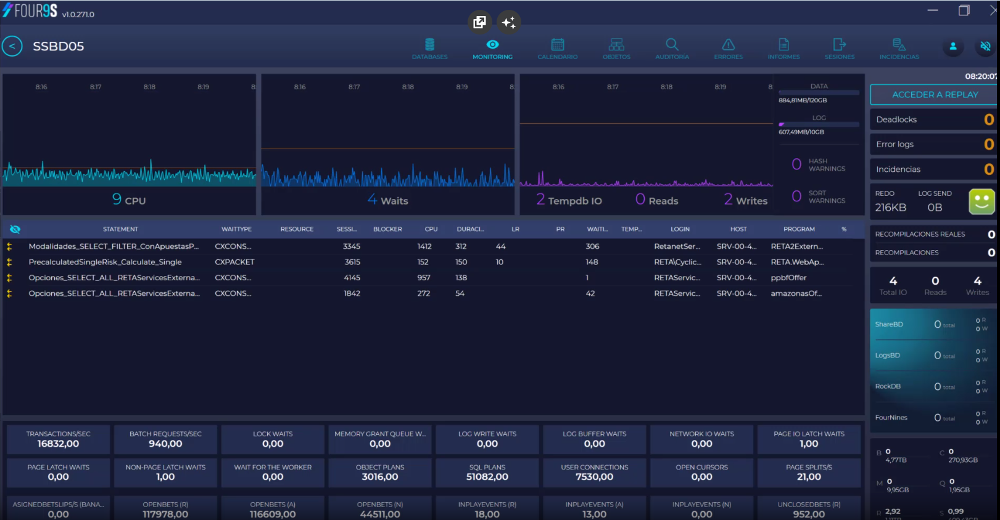 FOUR9S v1.0.271.0
< SSBD05
DATABASES MONITORING CALENDARIO OBJETOS AUDITORÍA ERRORES INFORMES SESIONES INCIDENCIAS
8:16 8:17 8:18 8:19
8:16 8:17 8:18 8:19
8:16 8:17 8:18 8:19
9 CPU
4 Waits
2 Tempdb IO 0 Reads 2 Writes
DATA
884,81MB/120GB
LOG
607,49MB/10GB
0 HASH WARNINGS
0 SORT WARNINGS
08:20:07
ACCEDER A REPLAY
Deadlocks 0
Error logs 0
Incidencias 0
REDO LOG SEND
216KB 0B
RECOMPILACIONES REALES 0
RECOMPILACIONES 0
4 0 4
Total IO Reads Writes
ShareBD 0 total 0 R 0 W
LogsBD 0 total 0 R 0 W
RockDB 0 total 0 R 0 W
FourNines 0 total 0 R 0 W
B 0 4,77TB C 0 270,93GB
M 0 9,95GB Q 0 1,95GB
R 2,92 S 0,99
STATEMENT WAITTYPE RESOURCE SESSI... BLOCKER CPU DURACI... LR PR WAITI... TEMP... LOGIN HOST PROGRAM %
Modalidades_SELECT_FILTER_ConApuestasP... CXCONS... 3345 1412 312 44 306 RetanetSer... SRV-00-4... RETA2Extern...
PrecalculatedSingleRisk_Calculate_Single CXPACKET 3615 152 150 10 148 RETA\Cyclic... SRV-00-4... RETA.WebAp...
Opciones_SELECT_ALL_RETAServicesExterna... CXCONS... 4145 957 138 1 RETAServic... SRV-00-4... ppbfOffer
Opciones_SELECT_ALL_RETAServicesExterna... CXCONS... 1842 272 54 42 RETAServic... SRV-00-4... amazonasOf...
TRANSACTIONS/SEC BATCH REQUESTS/SEC LOCK WAITS MEMORY GRANT QUEUE W... LOG WRITE WAITS LOG BUFFER WAITS NETWORK IO WAITS PAGE IO LATCH WAITS
16832,00 940,00 0,00 0,00 0,00 0,00 0,00 1,00
PAGE LATCH WAITS NON-PAGE LATCH WAITS WAIT FOR THE WORKER OBJECT PLANS SQL PLANS USER CONNECTIONS OPEN CURSORS PAGE SPLITS/S
0,00 1,00 0,00 3016,00 51082,00 7530,00 0,00 21,00
ASIGNEDBETSLIPS/S (BANA... OPENBETS (R) OPENBETS (A) OPENBETS (N) INPLAYEVENTS (R) INPLAYEVENTS (A) INPLAYEVENTS (N) UNCLOSEDBETS (R)
0,00 117978,00 116609,00 44511,00 18,00 13,00 0,00 952,00